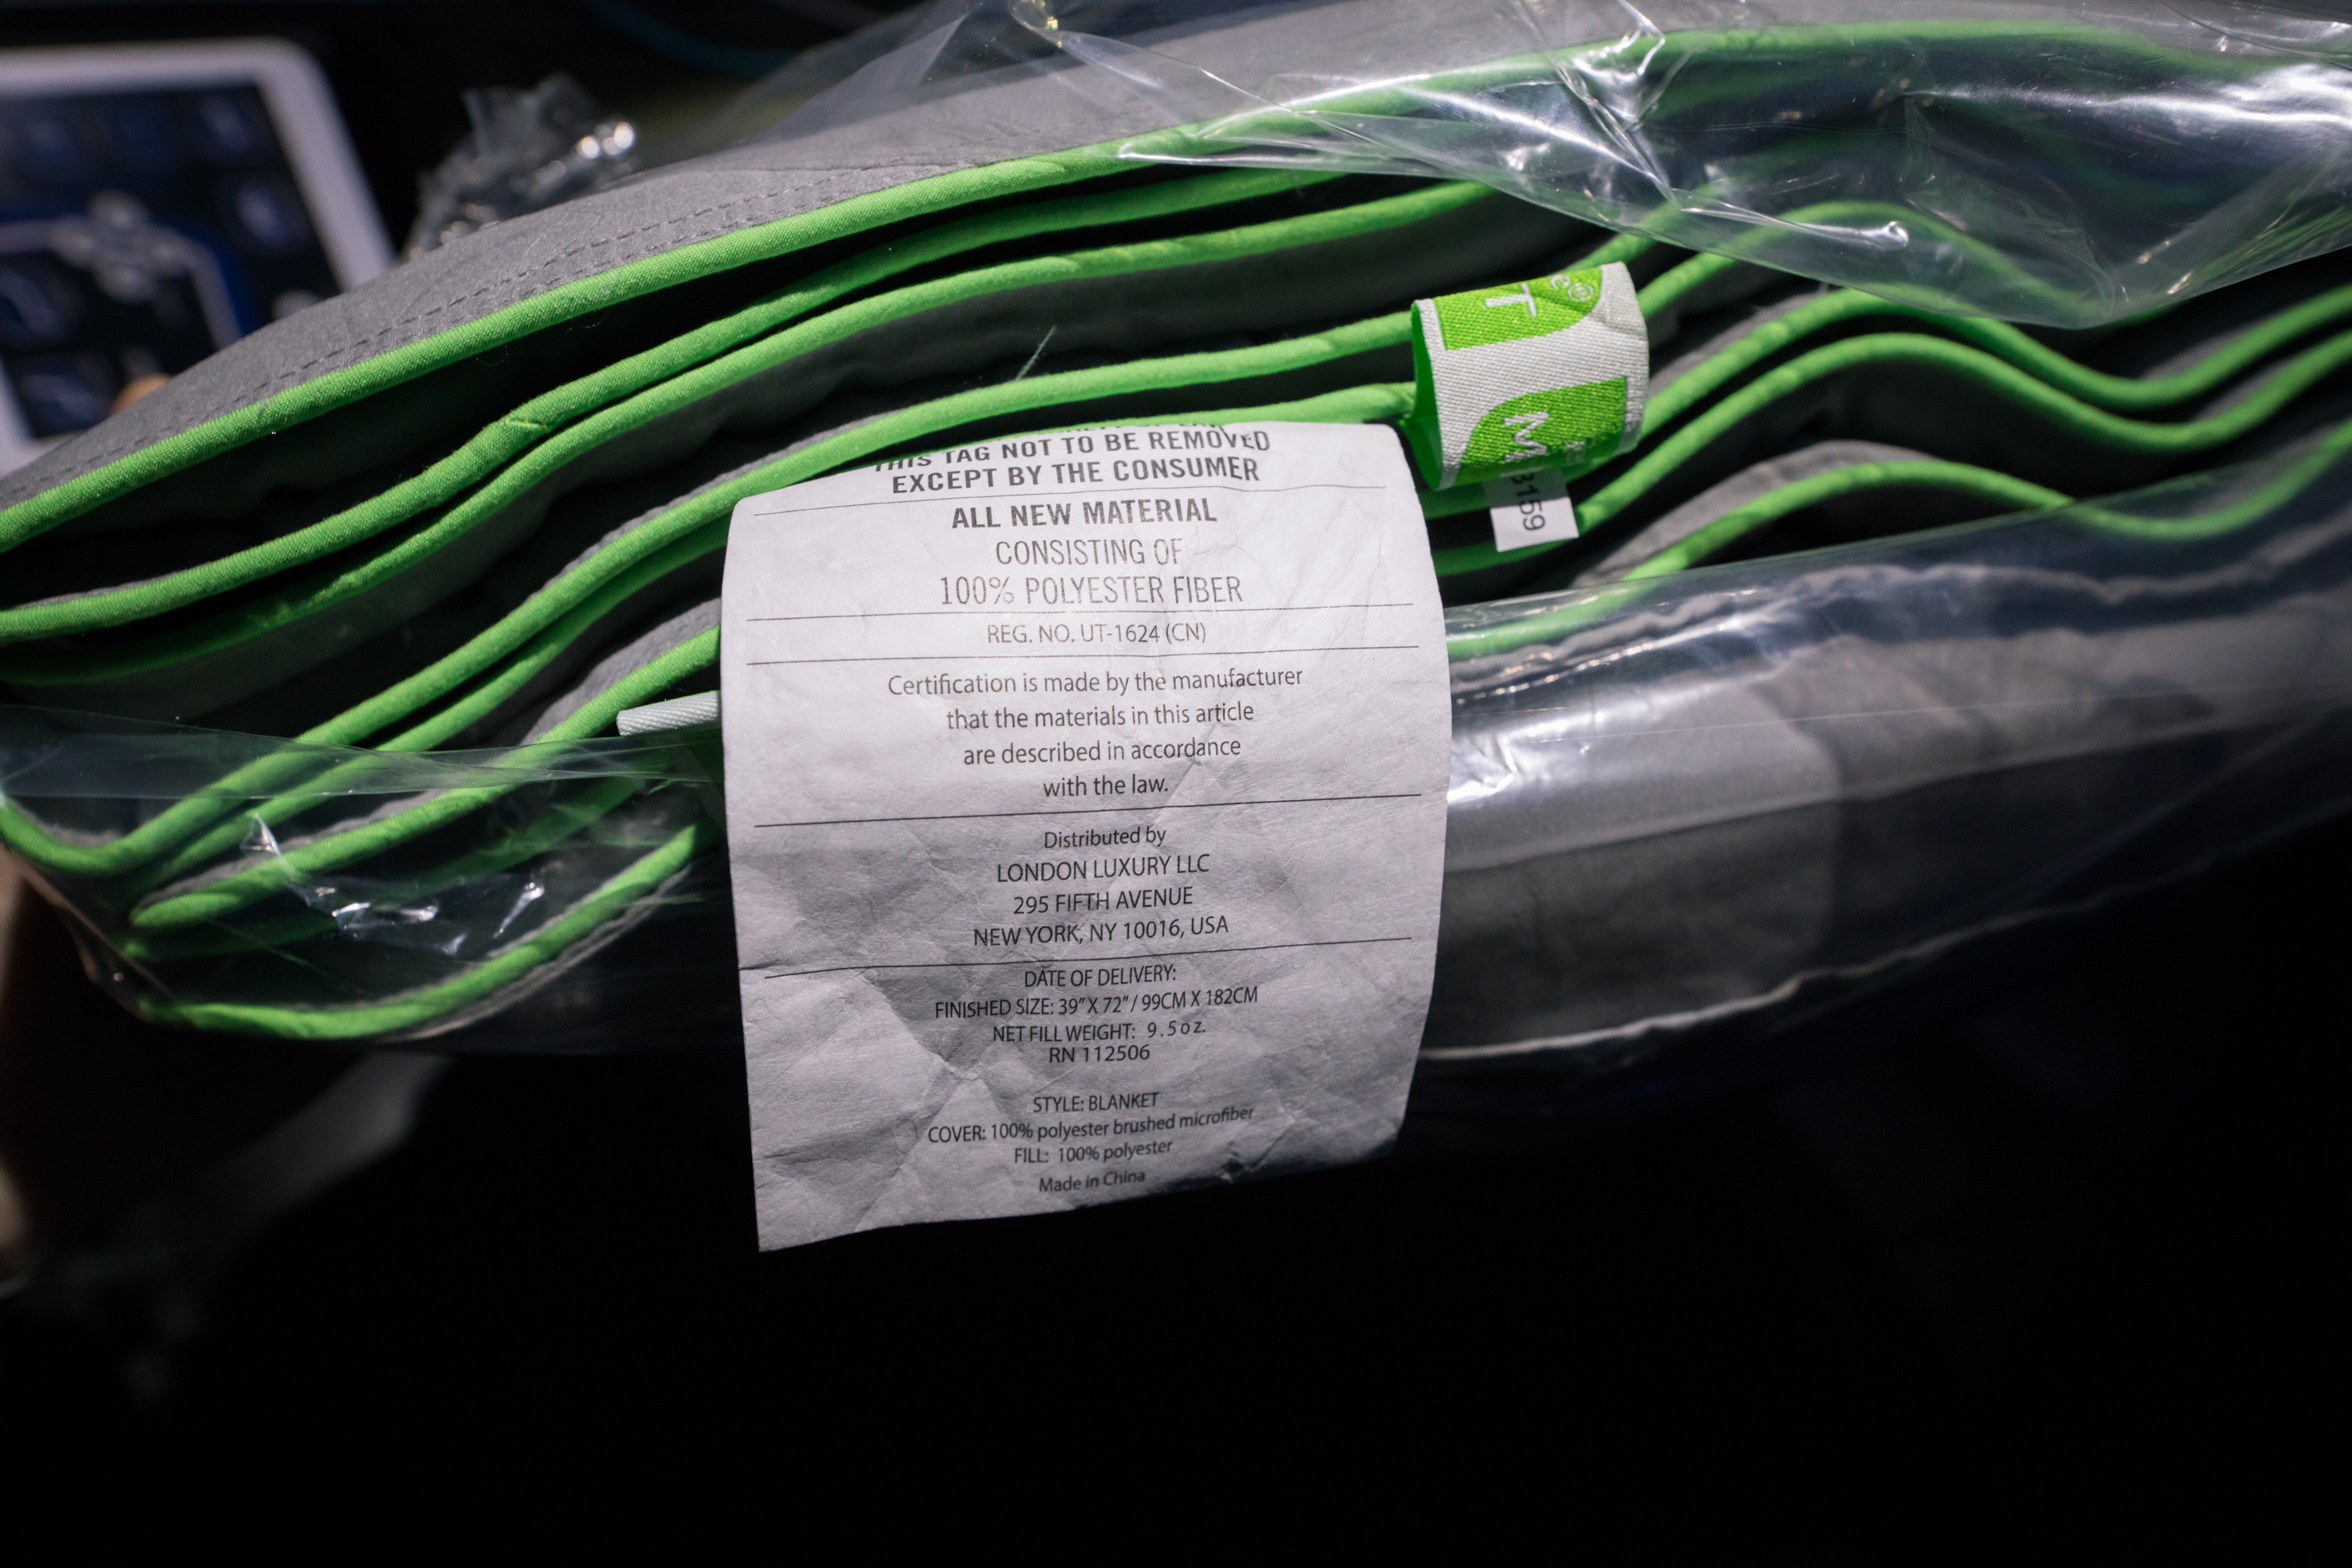 THIS TAG NOT TO BE REMOVED
EXCEPT BY THE CONSUMER
ALL NEW MATERIAL
CONSISTING OF
100% POLYESTER FIBER
REG. NO. UT-1624 (CN)
Certification is made by the manufacturer
that the materials in this article
are described in accordance
with the law.
Distributed by
LONDON LUXURY LLC
295 FIFTH AVENUE
NEW YORK, NY 10016, USA
DATE OF DELIVERY:
FINISHED SIZE: 39" X 72" / 99CM X 182CM
NET FILL WEIGHT: 9.5oz.
RN 112506
STYLE: BLANKET
COVER: 100% polyester brushed microfiber
FILL: 100% polyester
Made in China